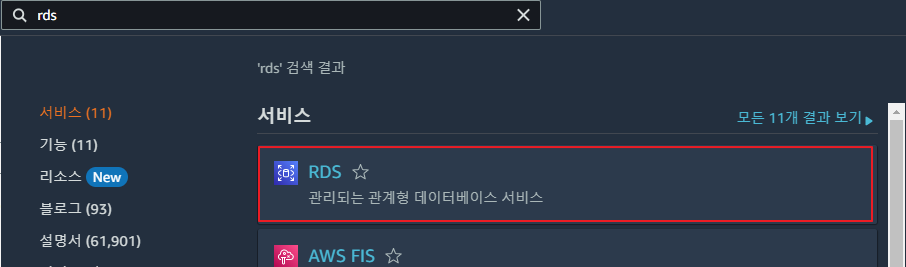 rds
'rds' 검색 결과
서비스 (11)
기능 (11)
리소스 New
블로그 (93)
설명서 (61,901)
서비스
모든 11개 결과 보기
RDS
관리되는 관계형 데이터베이스 서비스
AWS FIS